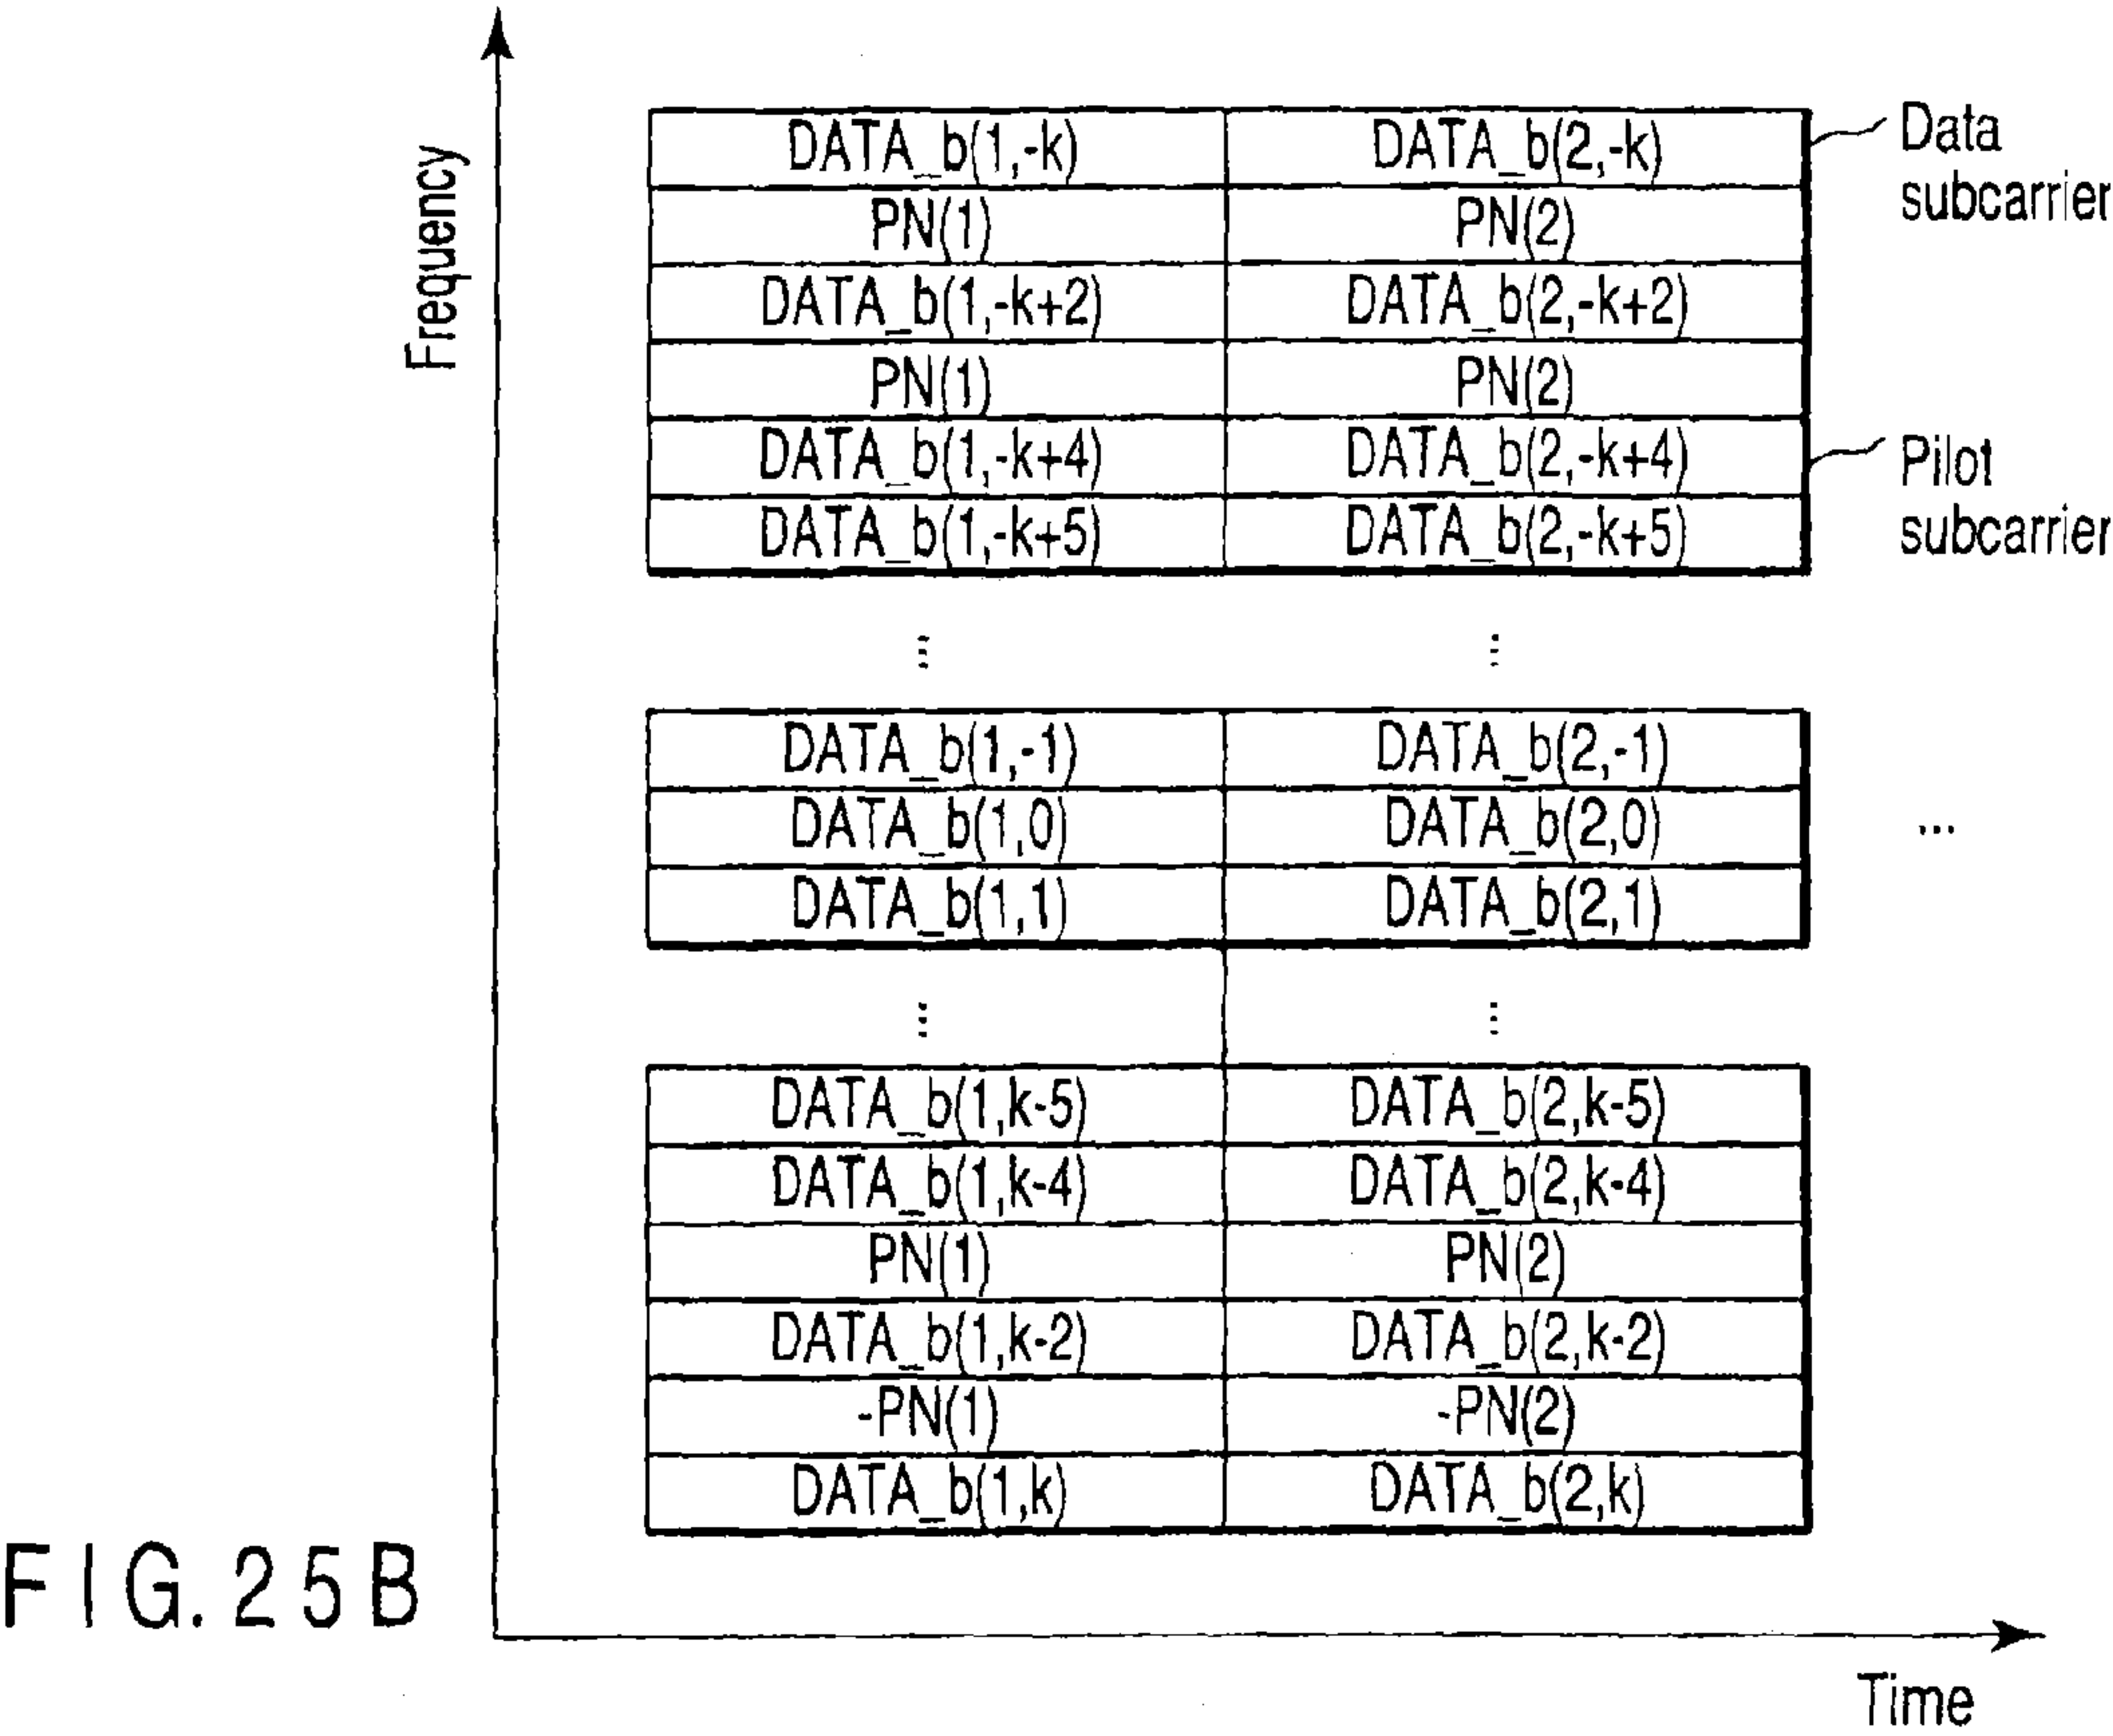 Frequency
DATA_b(1,-k) DATA_b(2,-k)
PN(1) PN(2)
DATA_b(1,-k+2) DATA_b(2,-k+2)
PN(1) PN(2)
DATA_b(1,-k+4) DATA_b(2,-k+4)
DATA_b(1,-k+5) DATA_b(2,-k+5)
Data
subcarrier
Pilot
subcarrier
... ...
DATA_b(1,-1) DATA_b(2,-1)
DATA_b(1,0) DATA_b(2,0)
...
DATA_b(1,1) DATA_b(2,1)
... ...
DATA_b(1,k-5) DATA_b(2,k-5)
DATA_b(1,k-4) DATA_b(2,k-4)
PN(1) PN(2)
DATA_b(1,k-2) DATA_b(2,k-2)
-PN(1) -PN(2)
DATA_b(1,k) DATA_b(2,k)
FIG.25B
Time